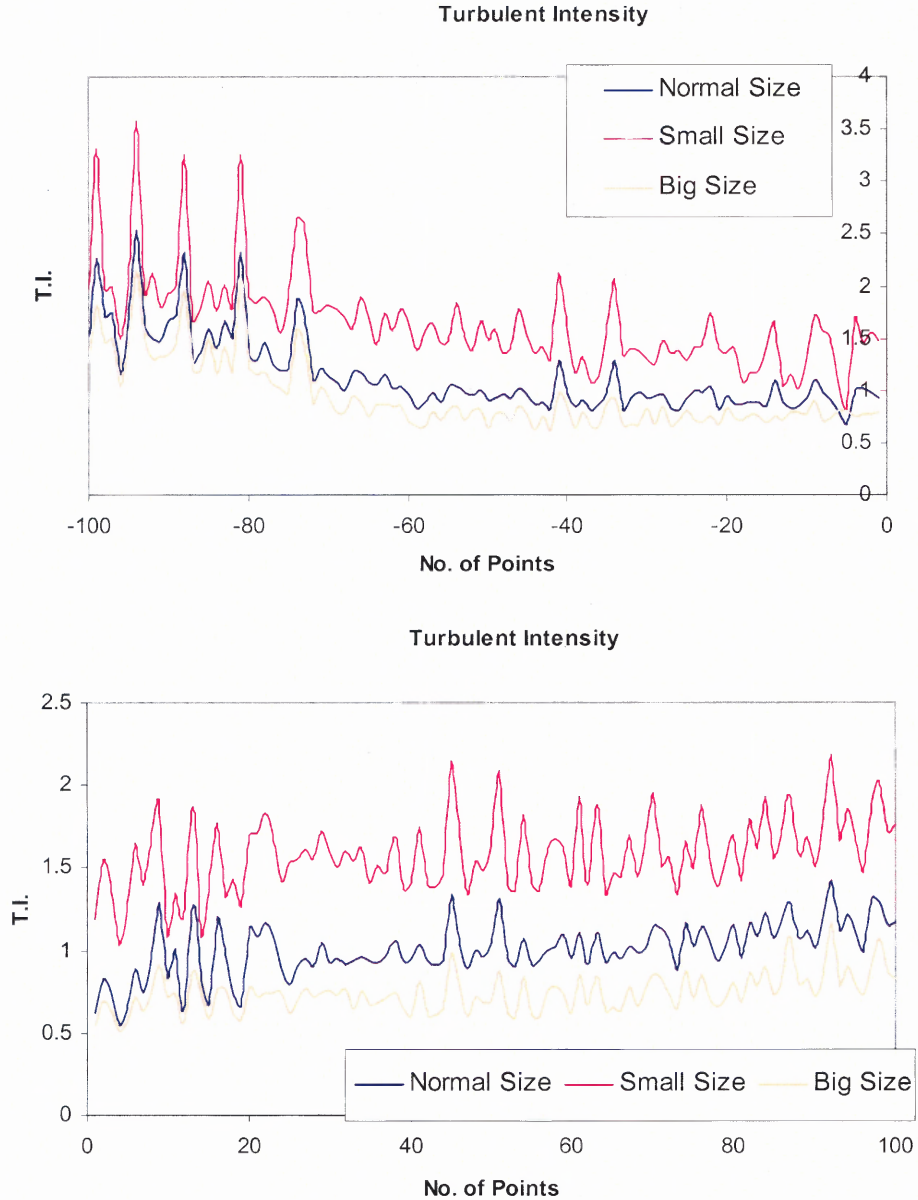 Turbulent Intensity
Normal Size
Small Size
Big Size
4
3.5
3
2.5
2
1.5
1
0.5
0
T.I.
-100 -80 -60 -40 -20 0
No. of Points
Turbulent Intensity
2.5
2
1.5
1
0.5
0
T.I.
Normal Size Small Size Big Size
0 20 40 60 80 100
No. of Points